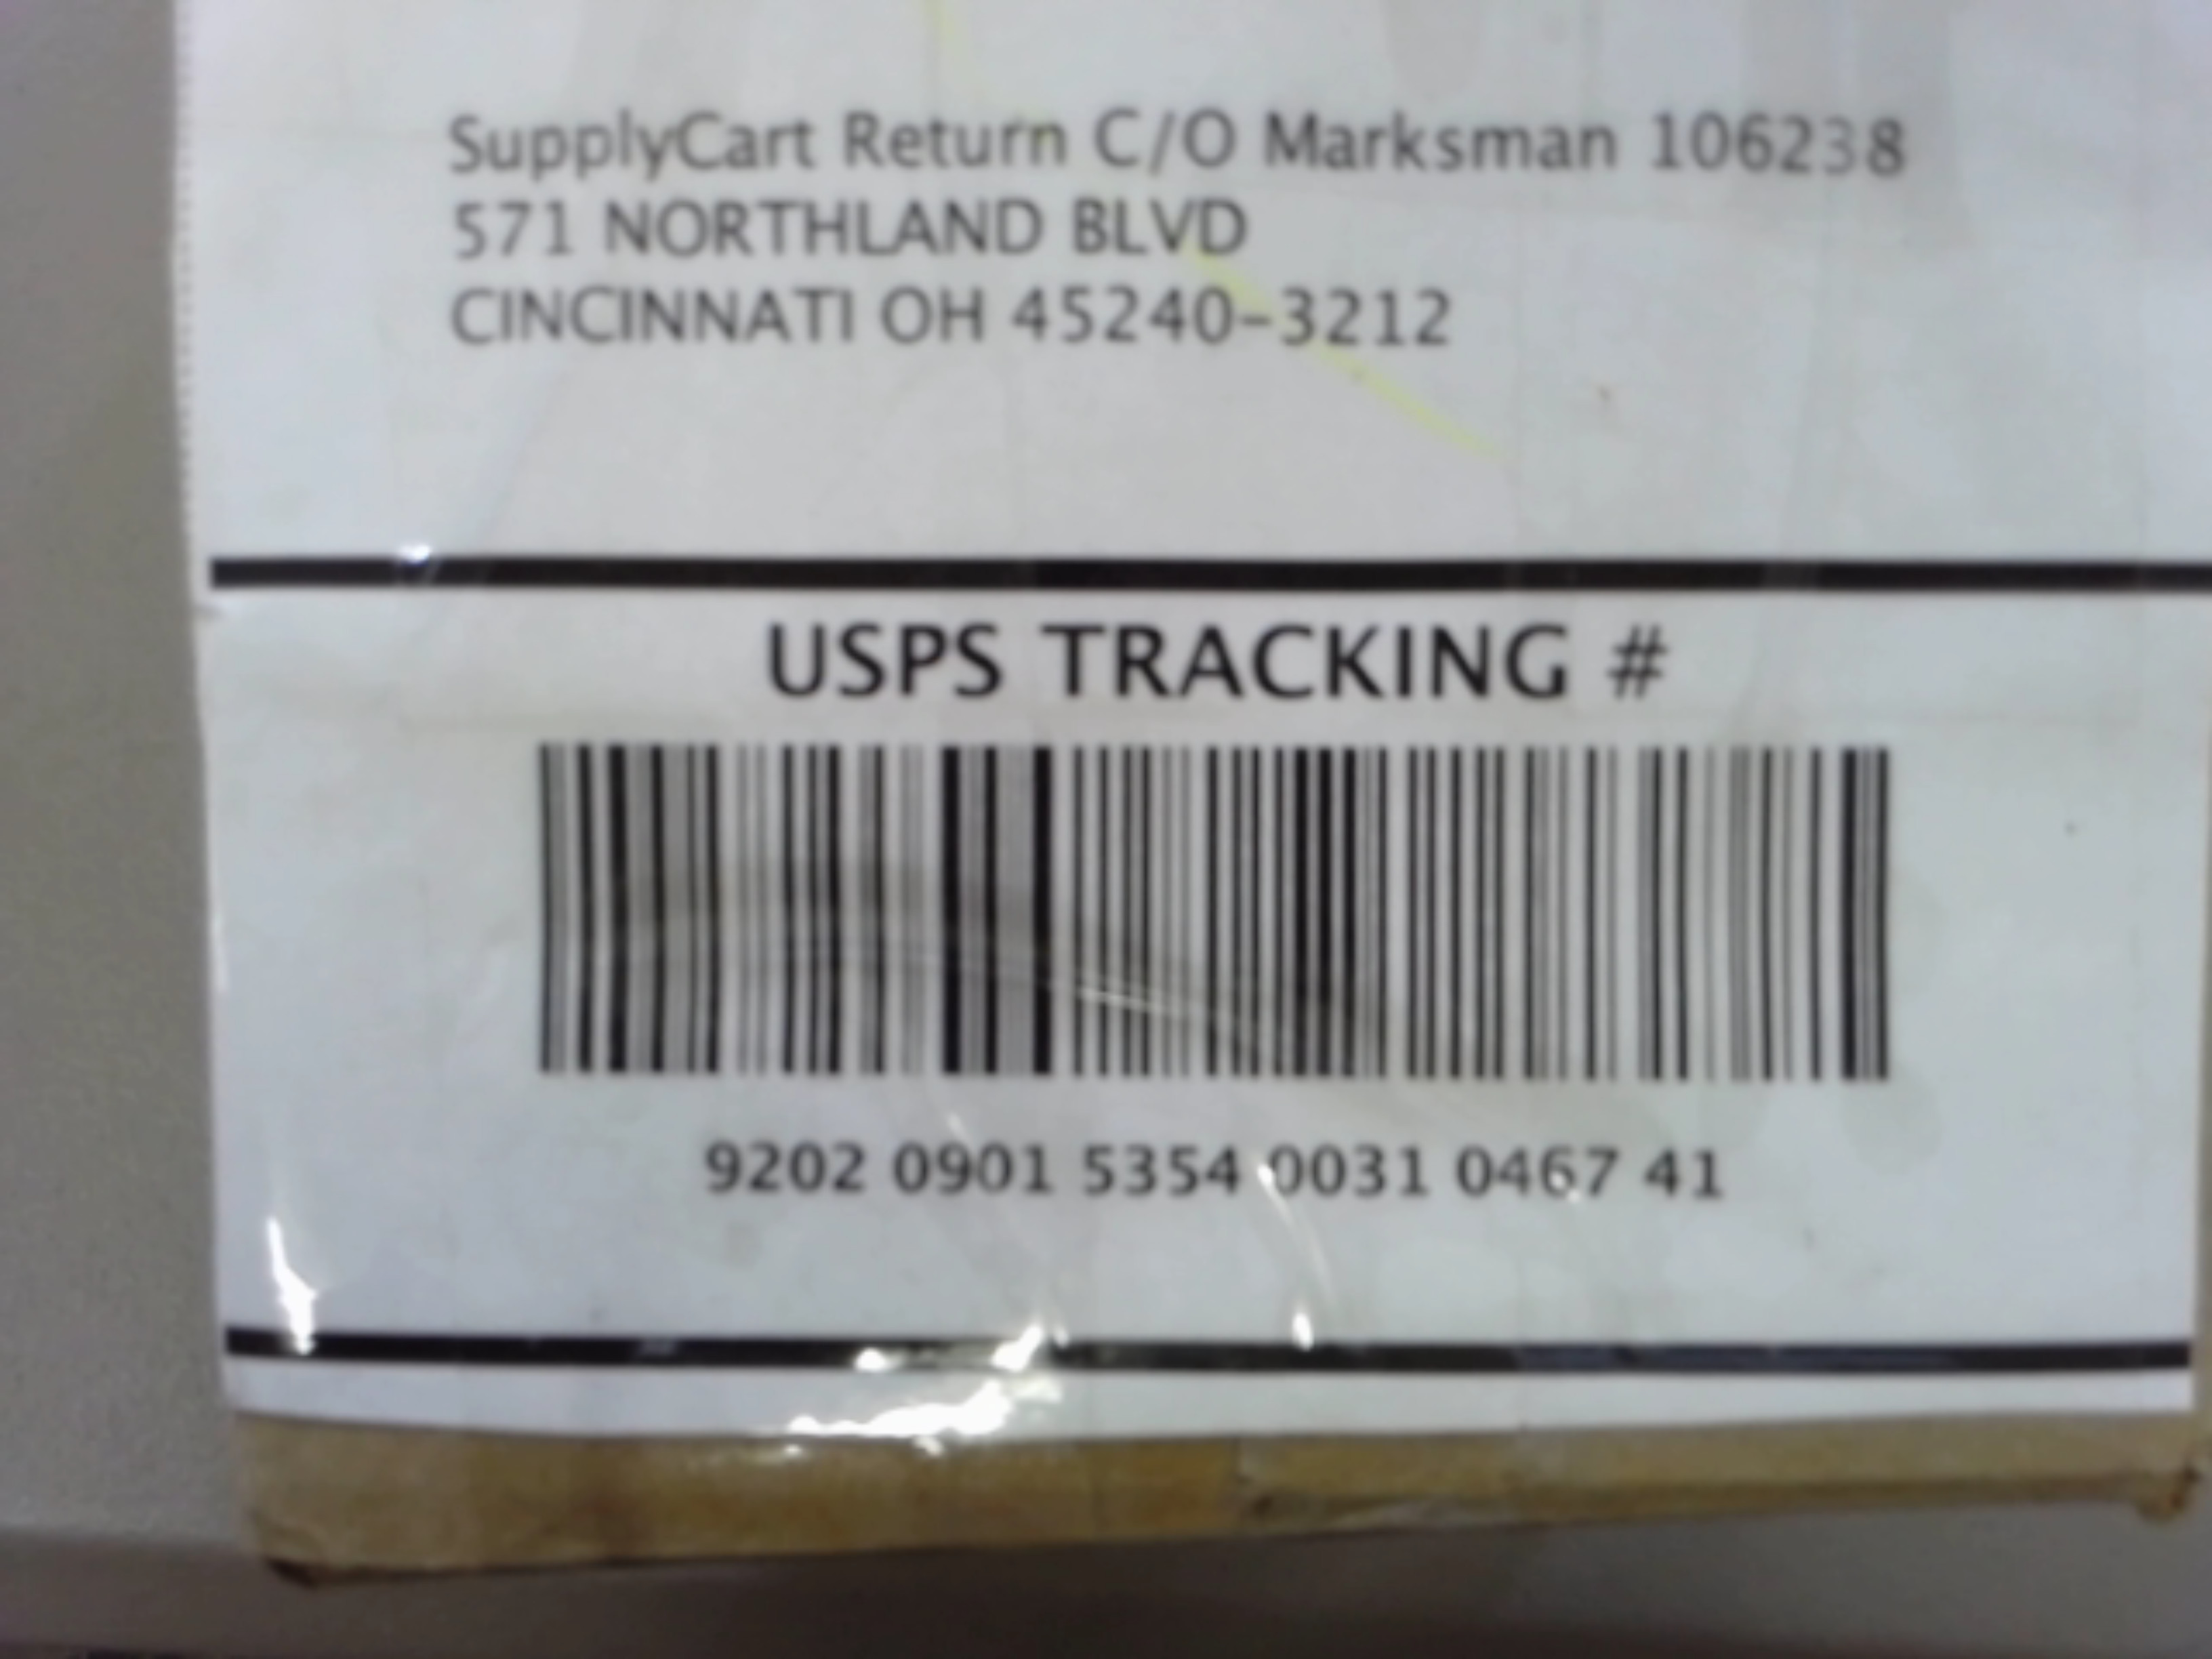 SupplyCart Return C/O Marksman 106238
571 NORTHLAND BLVD
CINCINNATI OH 45240-3212
USPS TRACKING #
9202 0901 5354 0031 0467 41